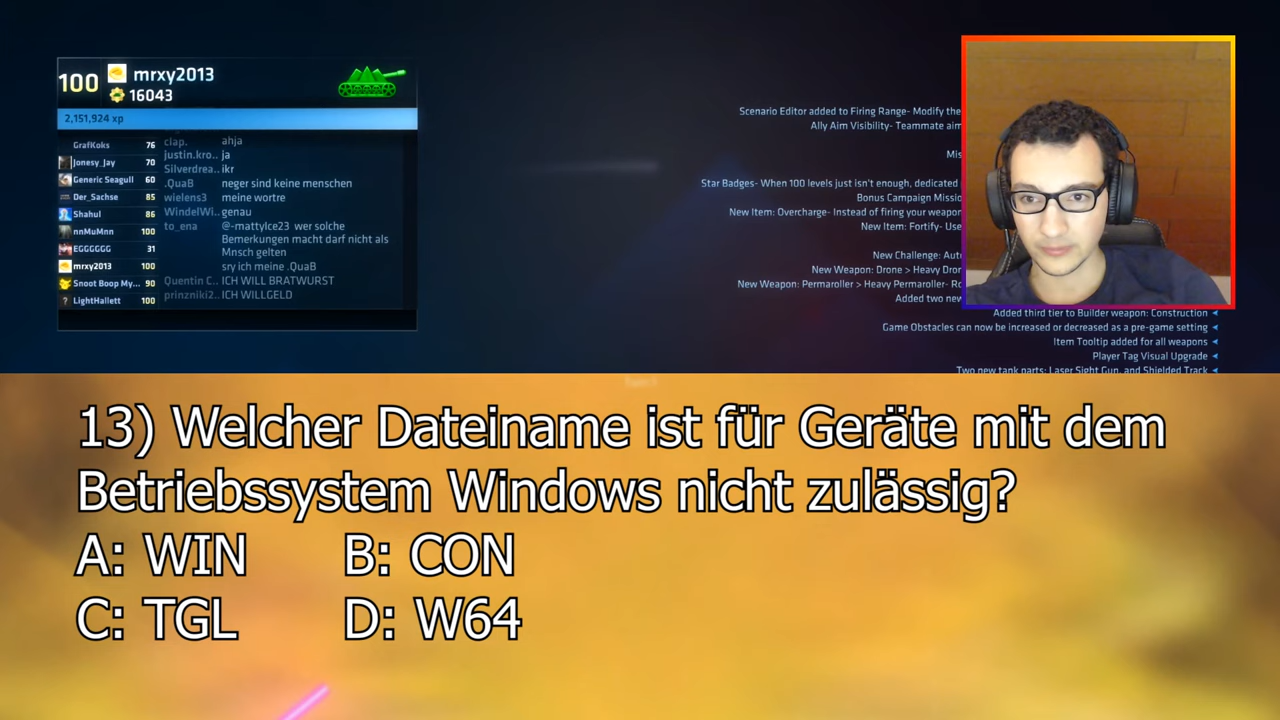 100 mrxy2013
16043
2,151,924 xp
GrafKoks 76
Jonesy_Jay 70
Generic Seagull 60
Der_Sachse 85
Shahul 86
nnMuMnn 100
EGGGGGG 31
mrxy2013 100
Snoot Boop My... 90
? LightHallett 100
clap. ahja
justin.kro.. ja
Silverdrea.. ikr
.QuaB neger sind keine menschen
wielens3 meine wortre
WindelWi.. genau
to_ena @-mattyIce23 wer solche
Bemerkungen macht darf nicht als
Mnsch gelten
sry ich meine .QuaB
Quentin C.. ICH WILL BRATWURST
prinzniki2.. ICH WILLGELD
Scenario Editor added to Firing Range- Modify the
Ally Aim Visibility- Teammate aim
Mis
Star Badges- When 100 levels just isn't enough, dedicated
Bonus Campaign Missio
New Item: Overcharge- Instead of firing your weapon
New Item: Fortify- Use
New Challenge: Aut
New Weapon: Drone > Heavy Dron
New Weapon: Permaroller > Heavy Permaroller- Ro
Added two new
Added third tier to Builder weapon: Construction
Game Obstacles can now be increased or decreased as a pre-game setting
Item Tooltip added for all weapons
Player Tag Visual Upgrade
Two new tank parts: Laser Sight Gun, and Shielded Track
13) Welcher Dateiname ist für Geräte mit dem
Betriebssystem Windows nicht zulässig?
A: WIN B: CON
C: TGL D: W64